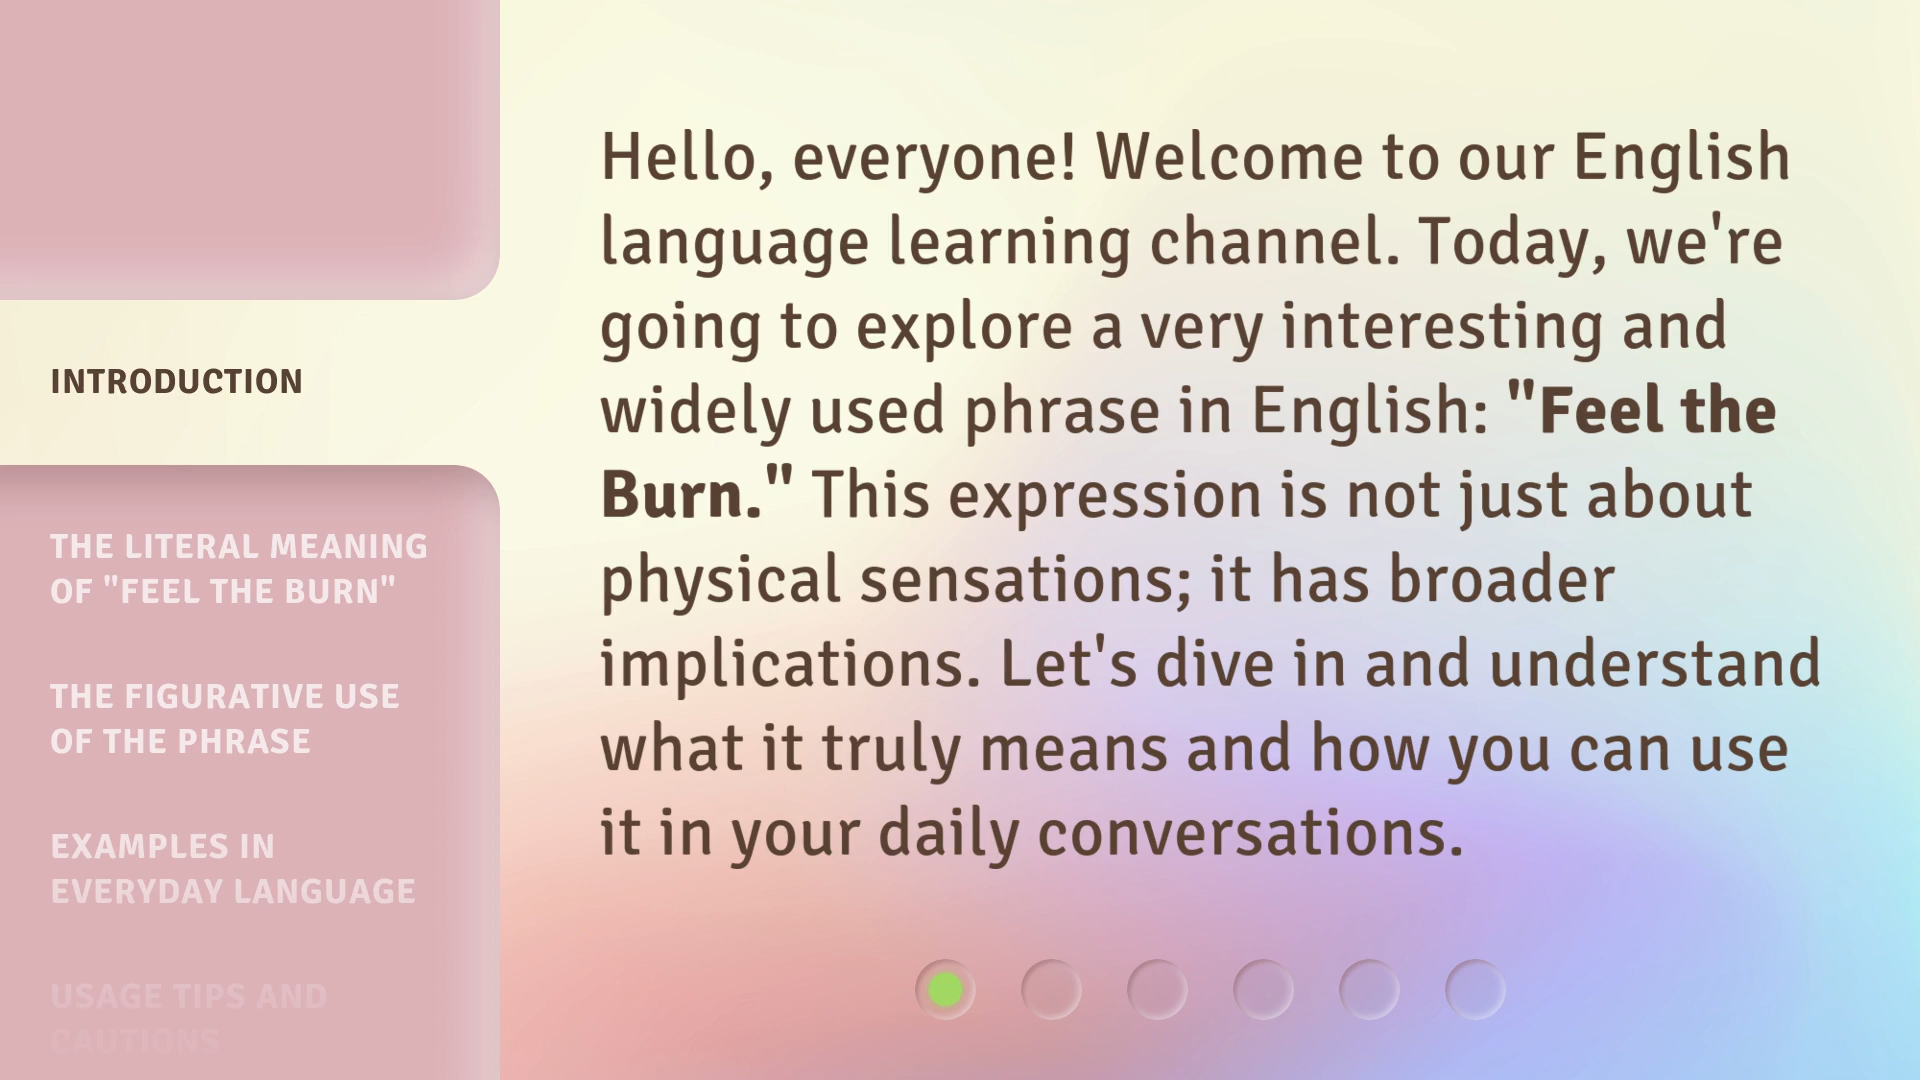 INTRODUCTION
THE LITERAL MEANING
OF "FEEL THE BURN"
THE FIGURATIVE USE
OF THE PHRASE
EXAMPLES IN
EVERYDAY LANGUAGE
USAGE TIPS AND
CAUTIONS
Hello, everyone! Welcome to our English
language learning channel. Today, we're
going to explore a very interesting and
widely used phrase in English: "Feel the
Burn." This expression is not just about
physical sensations; it has broader
implications. Let's dive in and understand
what it truly means and how you can use
it in your daily conversations.